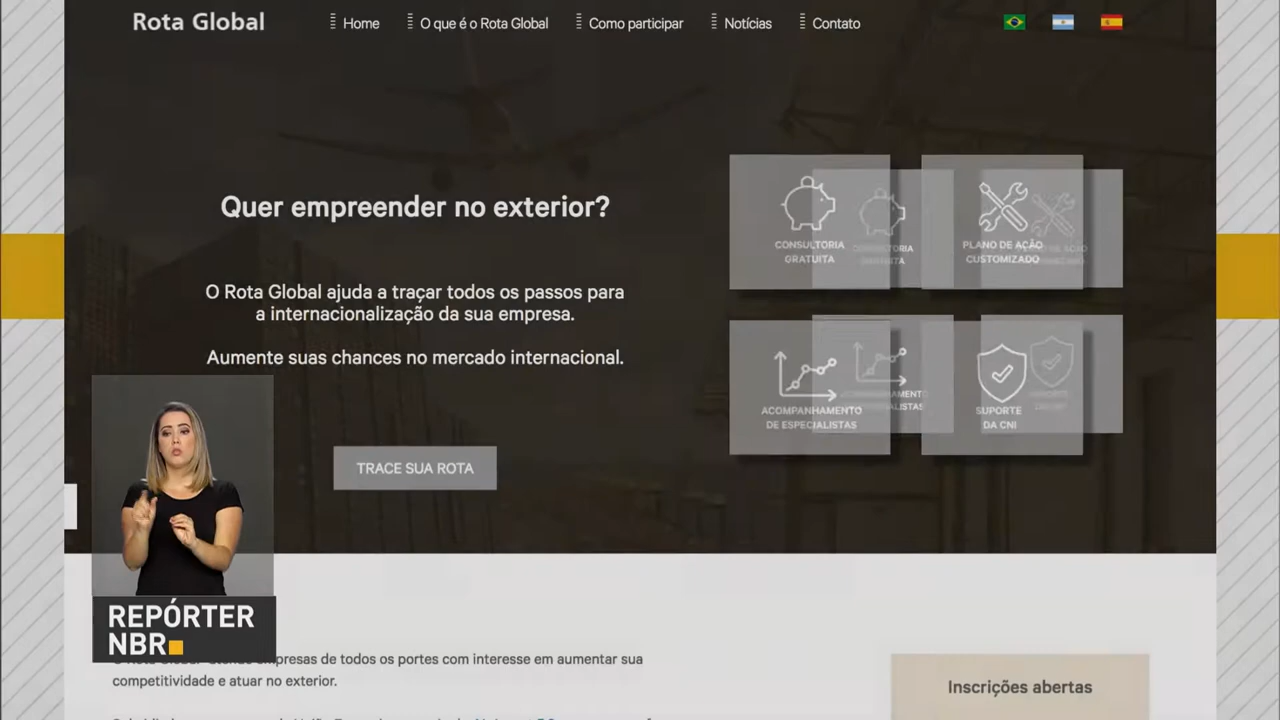 Rota Global
Home
O que é o Rota Global
Como participar
Notícias
Contato
Quer empreender no exterior?
O Rota Global ajuda a traçar todos os passos para
a internacionalização da sua empresa.
Aumente suas chances no mercado internacional.
TRACE SUA ROTA
CONSULTORIA
GRATUITA
PLANO DE AÇÃO
CUSTOMIZADO
ACOMPANHAMENTO
DE ESPECIALISTAS
SUPORTE
DA CNI
REPÓRTER
NBR
de todos os portes com interesse em aumentar sua
competitividade e atuar no exterior.
Inscrições abertas